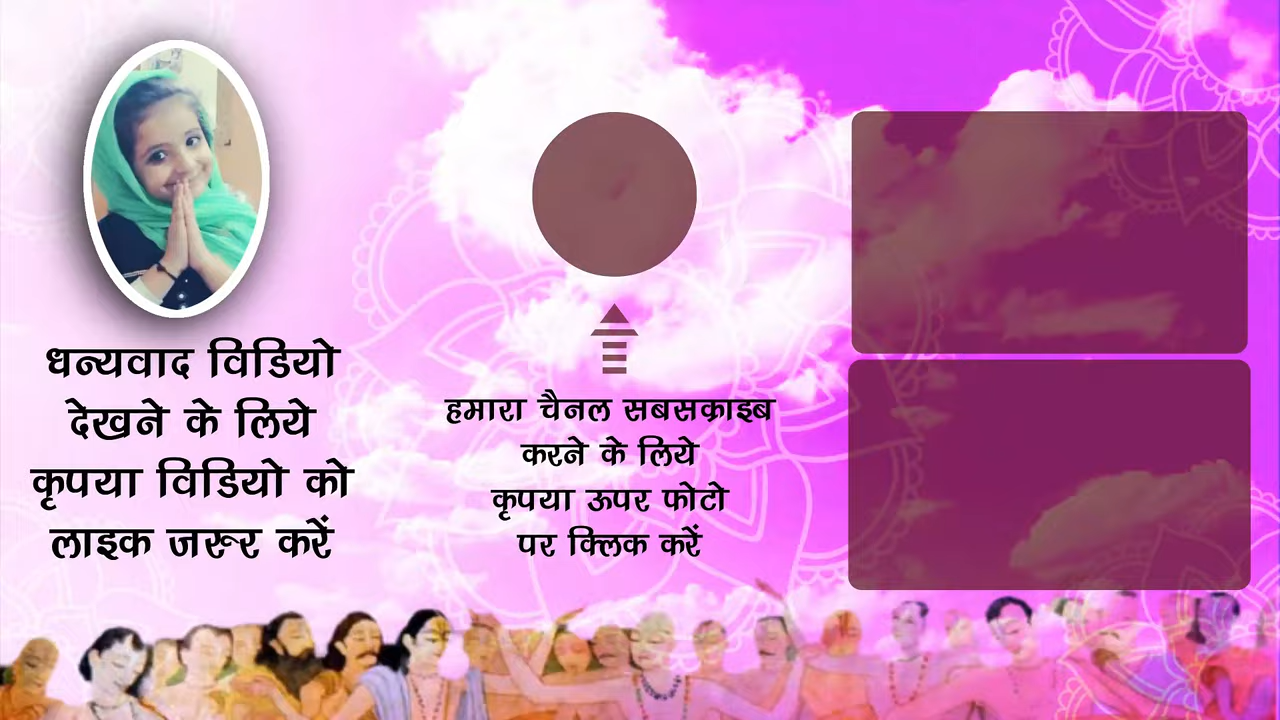 धन्यवाद विडियो
देखने के लिये
कृपया विडियो को
लाइक जरूर करें
हमारा चैनल सबसक्राइब
करने के लिये
कृपया ऊपर फोटो
पर क्लिक करें